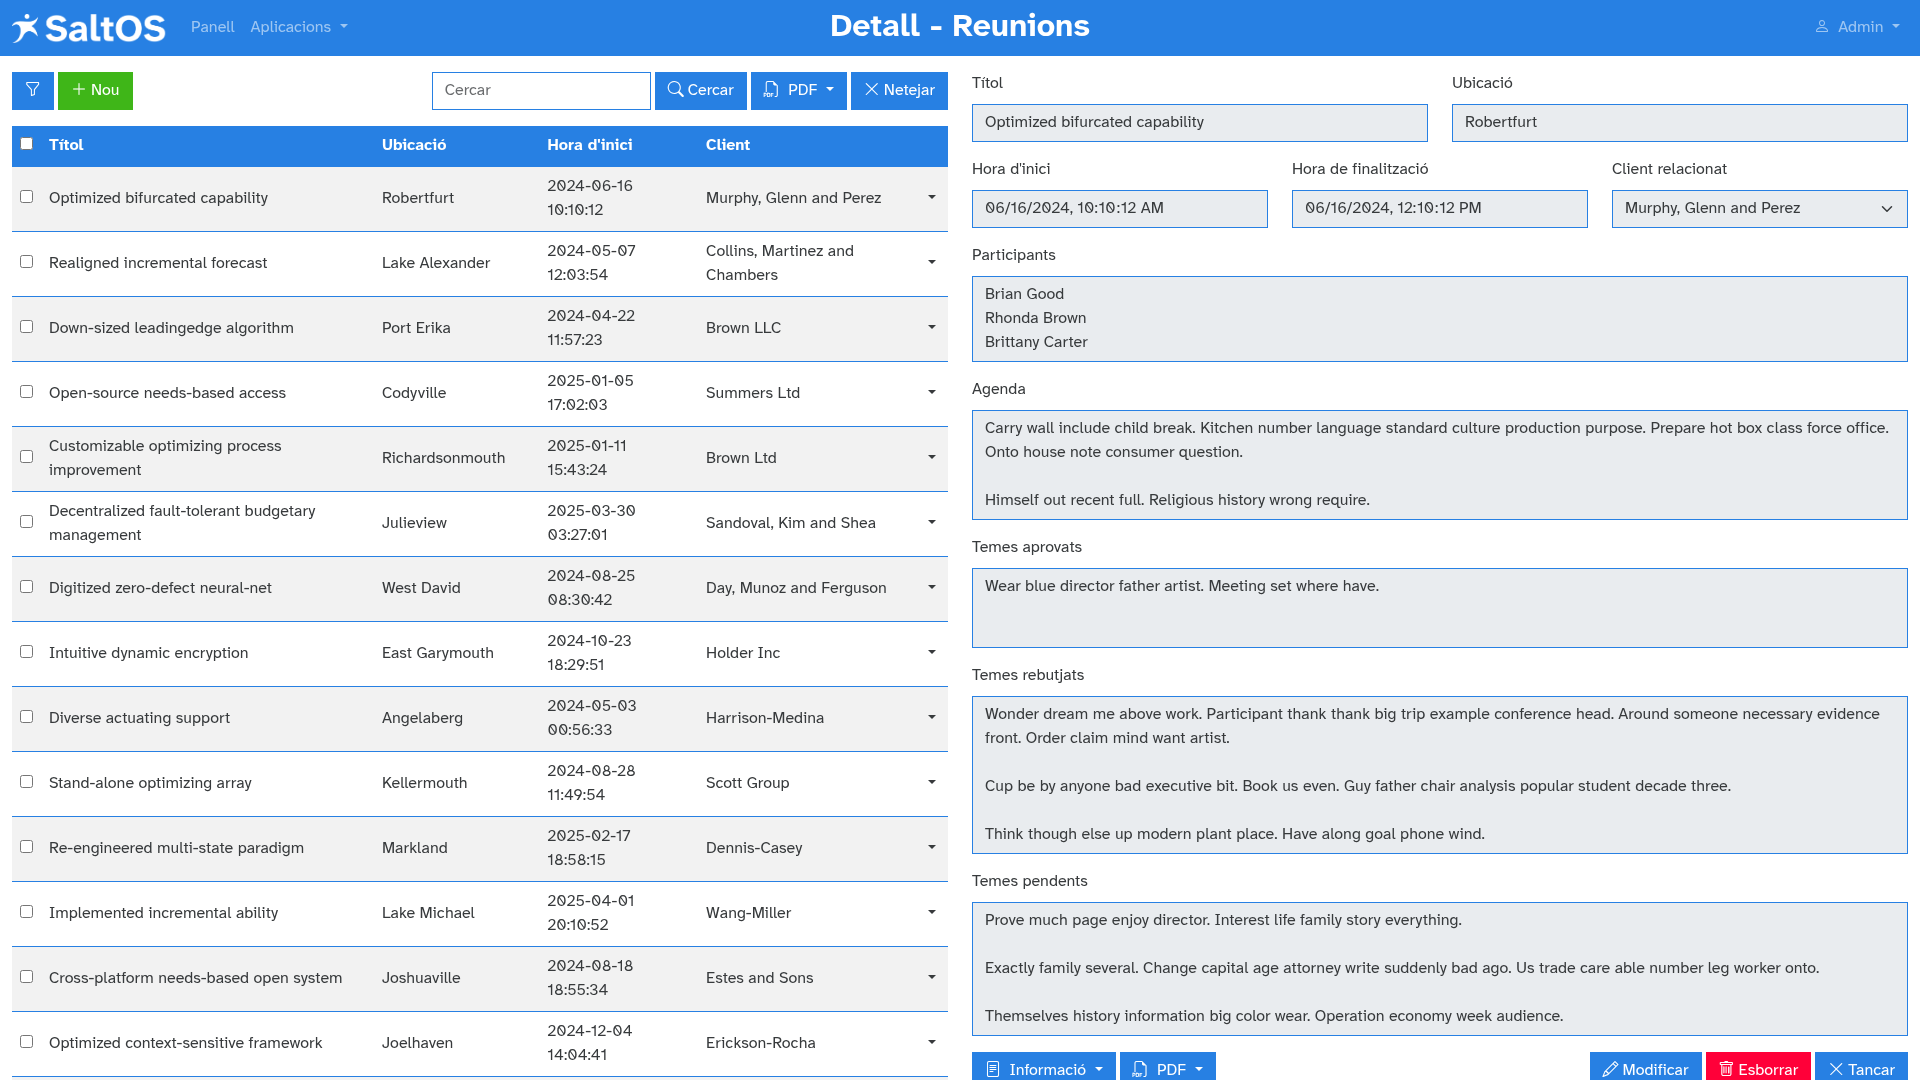 SaltOS Panell Aplicacions Detall - Reunions Admin
Nou Cercar Cercar PDF Netejar
Títol Ubicació Hora d'inici Client
Optimized bifurcated capability Robertfurt 2024-06-16 10:10:12 Murphy, Glenn and Perez
Realigned incremental forecast Lake Alexander 2024-05-07 12:03:54 Collins, Martinez and Chambers
Down-sized leadingedge algorithm Port Erika 2024-04-22 11:57:23 Brown LLC
Open-source needs-based access Codyville 2025-01-05 17:02:03 Summers Ltd
Customizable optimizing process improvement Richardsonmouth 2025-01-11 15:43:24 Brown Ltd
Decentralized fault-tolerant budgetary management Julieview 2025-03-30 03:27:01 Sandoval, Kim and Shea
Digitized zero-defect neural-net West David 2024-08-25 08:30:42 Day, Munoz and Ferguson
Intuitive dynamic encryption East Garymouth 2024-10-23 18:29:51 Holder Inc
Diverse actuating support Angelaberg 2024-05-03 00:56:33 Harrison-Medina
Stand-alone optimizing array Kellermouth 2024-08-28 11:49:54 Scott Group
Re-engineered multi-state paradigm Markland 2025-02-17 18:58:15 Dennis-Casey
Implemented incremental ability Lake Michael 2025-04-01 20:10:52 Wang-Miller
Cross-platform needs-based open system Joshuaville 2024-08-18 18:55:34 Estes and Sons
Optimized context-sensitive framework Joelhaven 2024-12-04 14:04:41 Erickson-Rocha
Títol Ubicació
Optimized bifurcated capability Robertfurt
Hora d'inici Hora de finalització Client relacionat
06/16/2024, 10:10:12 AM 06/16/2024, 12:10:12 PM Murphy, Glenn and Perez
Participants
Brian Good
Rhonda Brown
Brittany Carter
Agenda
Carry wall include child break. Kitchen number language standard culture production purpose. Prepare hot box class force office.
Onto house note consumer question.
Himself out recent full. Religious history wrong require.
Temes aprovats
Wear blue director father artist. Meeting set where have.
Temes rebutjats
Wonder dream me above work. Participant thank thank big trip example conference head. Around someone necessary evidence
front. Order claim mind want artist.
Cup be by anyone bad executive bit. Book us even. Guy father chair analysis popular student decade three.
Think though else up modern plant place. Have along goal phone wind.
Temes pendents
Prove much page enjoy director. Interest life family story everything.
Exactly family several. Change capital age attorney write suddenly bad ago. Us trade care able number leg worker onto.
Themselves history information big color wear. Operation economy week audience.
Informació PDF Modificar Esborrar Tancar